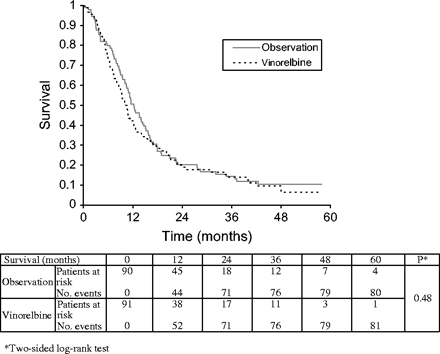 1
0.9
0.8
0.7
0.6
0.5
0.4
0.3
0.2
0.1
0
Survival
Observation
Vinorelbine
0 12 24 36 48 60
Time (months)
Survival (months) 0 12 24 36 48 60 P*
Observation Patients at risk 90 45 18 12 7 4
No. events 0 44 71 76 79 80
0.48
Vinorelbine Patients at risk 91 38 17 11 3 1
No. events 0 52 71 76 79 81
*Two-sided log-rank test